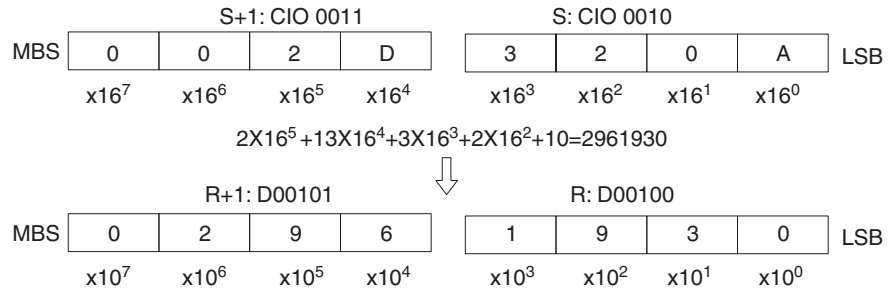 S+1: CIO 0011 S: CIO 0010
MBS 0 0 2 D 3 2 0 A LSB
x16⁷ x16⁶ x16⁵ x16⁴ x16³ x16² x16¹ x16⁰
2X16⁵+13X16⁴+3X16³+2X16²+10=2961930
R+1: D00101 R: D00100
MBS 0 2 9 6 1 9 3 0 LSB
x10⁷ x10⁶ x10⁵ x10⁴ x10³ x10² x10¹ x10⁰